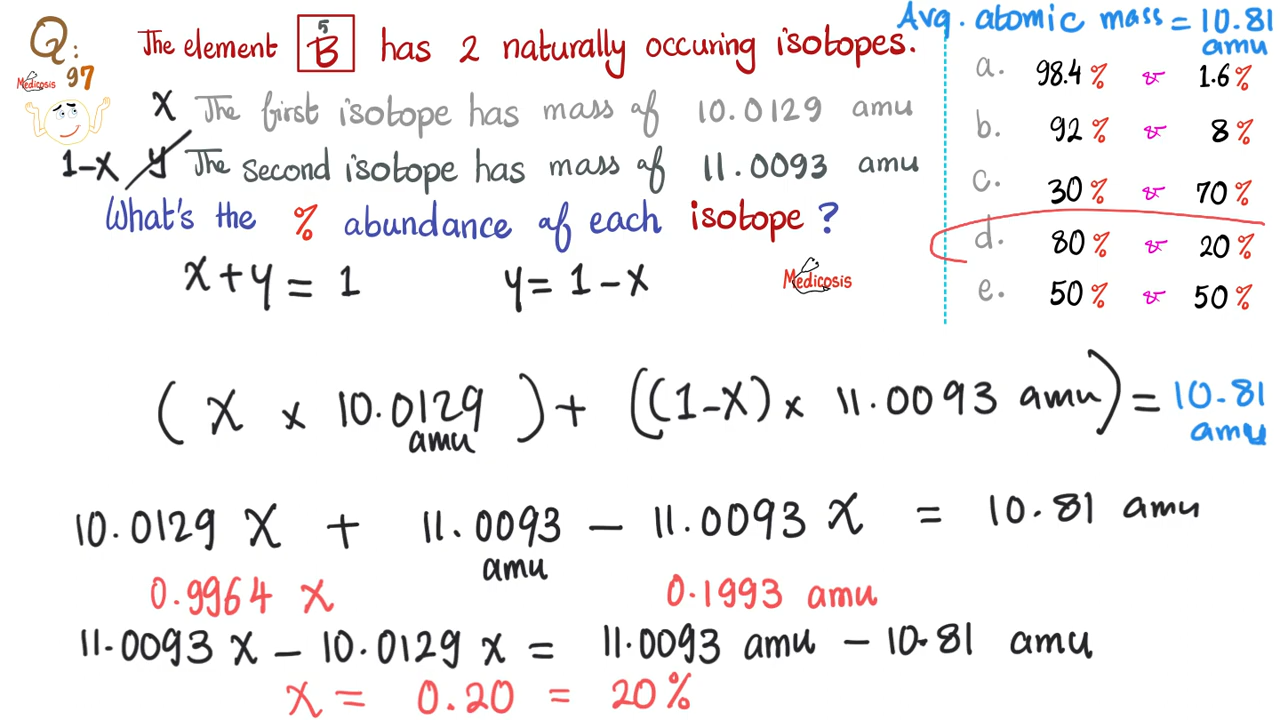 Q: 97
Medicosis
The element 5 B has 2 naturally occuring isotopes.
X The first isotope has mass of 10.0129 amu
1-X y The second isotope has mass of 11.0093 amu
What's the % abundance of each isotope?
x + y = 1 y = 1 - x
Medicosis
Avg. atomic mass = 10.81 amu
a. 98.4% & 1.6%
b. 92% & 8%
c. 30% & 70%
d. 80% & 20%
e. 50% & 50%
( x × 10.0129 amu ) + ((1-X) × 11.0093 amu) = 10.81 amu
10.0129 X + 11.0093 amu - 11.0093 X = 10.81 amu
0.9964 X 0.1993 amu
11.0093 x - 10.0129 x = 11.0093 amu - 10.81 amu
x = 0.20 = 20%